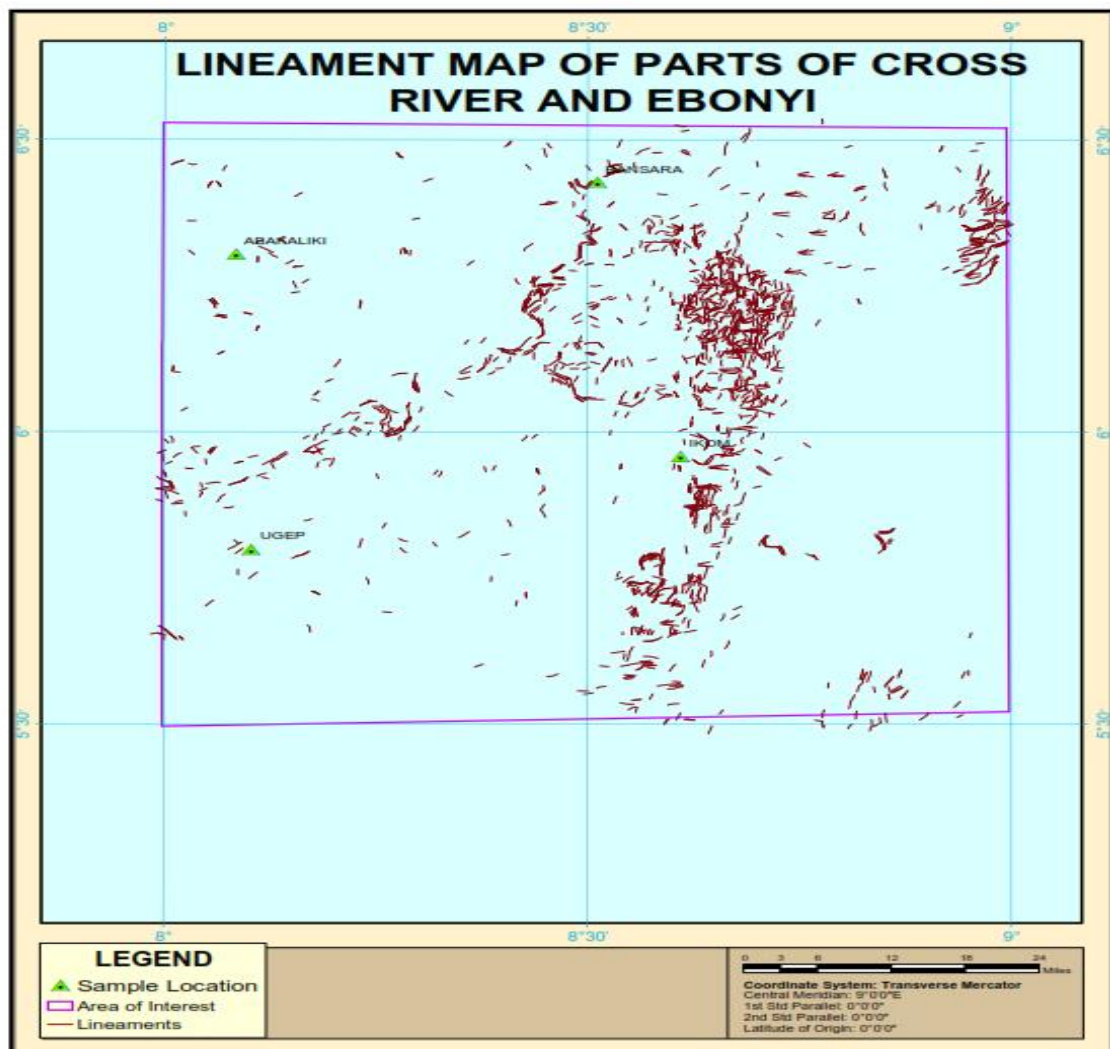 8° 8°30' 9°
LINEAMENT MAP OF PARTS OF CROSS
RIVER AND EBONYI
6°30' 6°30'
BANSARA
ABAKALIKI
6° 6°
IKOM
UGEP
5°30' 5°30'
8° 8°30' 9°
LEGEND
Sample Location
Area of Interest
Lineaments
0 3 6 12 18 24
Miles
Coordinate System: Transverse Mercator
Central Meridian: 9°0'0"E
1st Std Parallel: 0°0'0"
2nd Std Parallel: 0°0'0"
Latitude of Origin: 0°0'0"